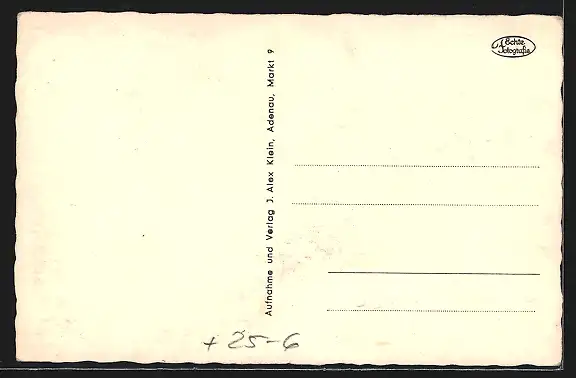 Echte
Fotografie
Aufnahme und Verlag J. Alex Klein, Adenau, Markt 9
+ 25-6